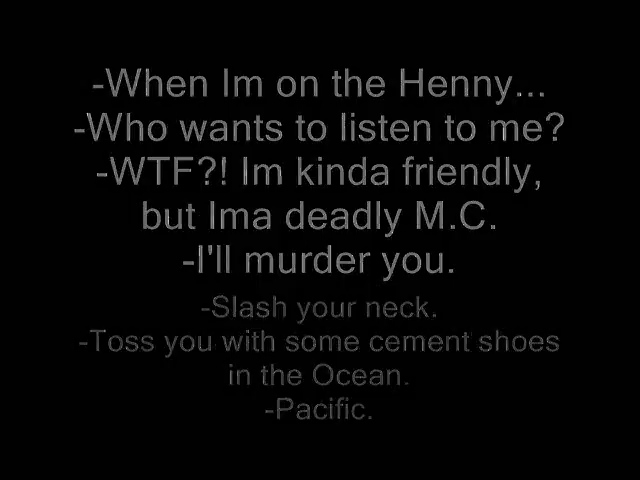 -When Im on the Henny...
-Who wants to listen to me?
-WTF?! Im kinda friendly,
but Ima deadly M.C.
-I'll murder you.
-Slash your neck.
-Toss you with some cement shoes
in the Ocean.
-Pacific.